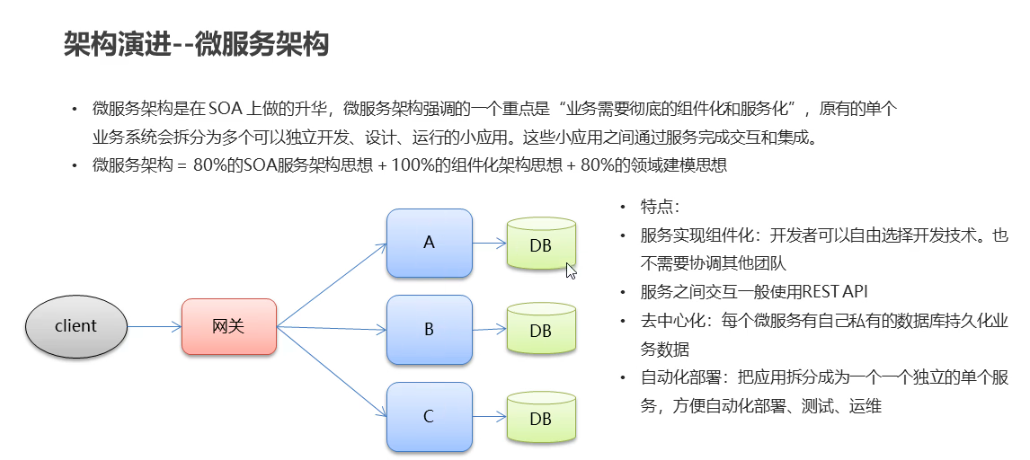 架构演进--微服务架构
• 微服务架构是在 SOA 上做的升华，微服务架构强调的一个重点是“业务需要彻底的组件化和服务化”，原有的单个
业务系统会拆分为多个可以独立开发、设计、运行的小应用。这些小应用之间通过服务完成交互和集成。
• 微服务架构 = 80%的SOA服务架构思想 + 100%的组件化架构思想 + 80%的领域建模思想
client
网关
A
DB
B
DB
C
DB
• 特点：
• 服务实现组件化：开发者可以自由选择开发技术。也
不需要协调其他团队
• 服务之间交互一般使用REST API
• 去中心化：每个微服务有自己私有的数据库持久化业
务数据
• 自动化部署：把应用拆分成为一个一个独立的单个服
务，方便自动化部署、测试、运维